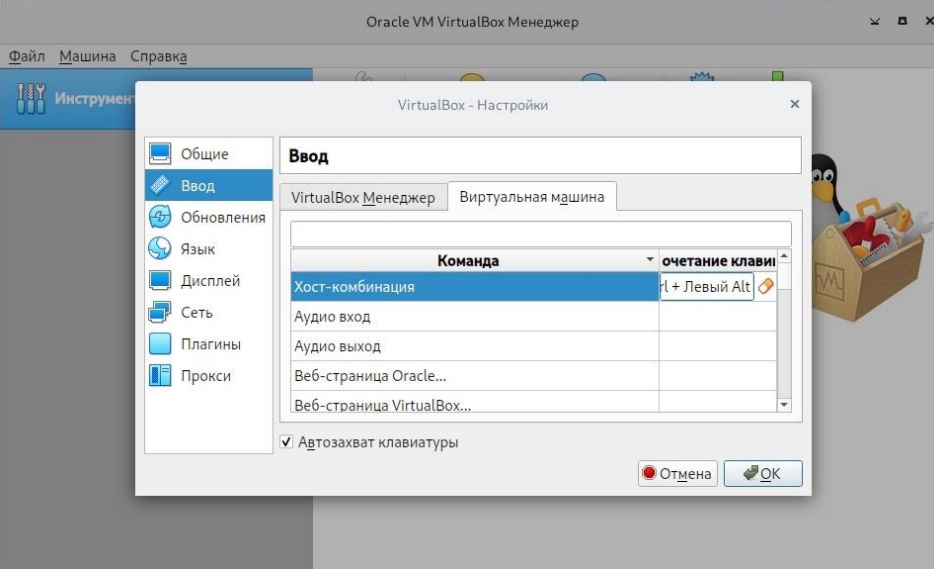 Oracle VM VirtualBox Менеджер
Файл Машина Справка
Инструмен
VirtualBox - Настройки
Общие
Ввод
Обновления
Язык
Дисплей
Сеть
Плагины
Прокси
Ввод
VirtualBox Менеджер Виртуальная машина
Команда очетание клави
Хост-комбинация rl + Левый Alt
Аудио вход
Аудио выход
Веб-страница Oracle...
Веб-страница VirtualBox...
Автозахват клавиатуры
Отмена OK